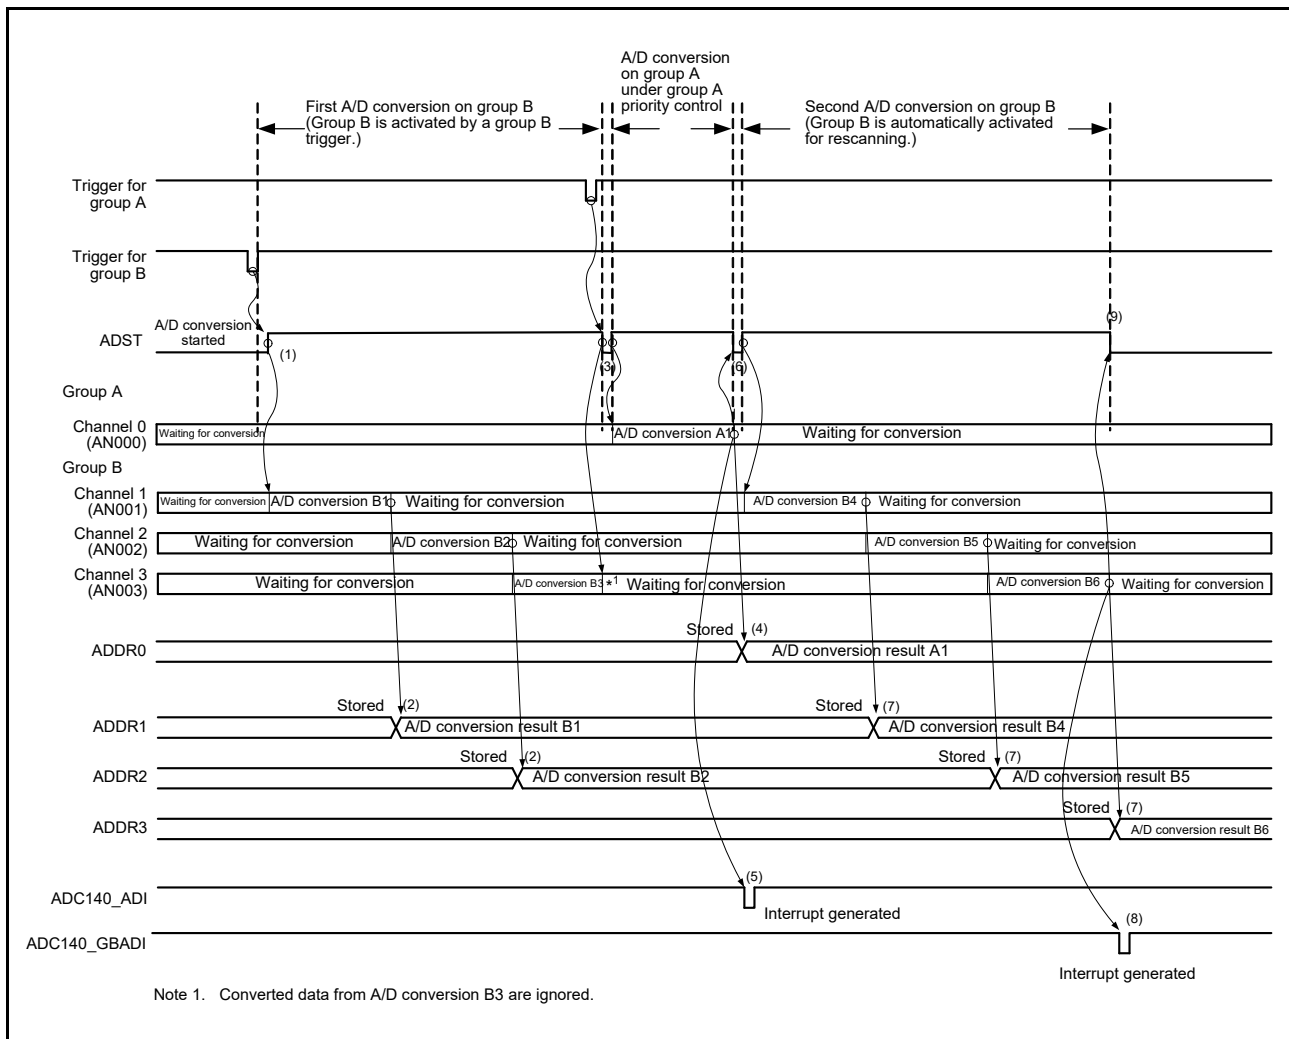 A/D conversion
on group A
under group A
priority control
First A/D conversion on group B
(Group B is activated by a group B
trigger.)
Second A/D conversion on group B
(Group B is automatically activated
for rescanning.)
Trigger for
group A
Trigger for
group B
ADST
A/D conversion
started
(1)
(3)
(6)
(9)
Group A
Channel 0
(AN000)
Waiting for conversion
A/D conversion A1
Waiting for conversion
Group B
Channel 1
(AN001)
Waiting for conversion
A/D conversion B1
Waiting for conversion
A/D conversion B4
Waiting for conversion
Channel 2
(AN002)
Waiting for conversion
A/D conversion B2
Waiting for conversion
A/D conversion B5
Waiting for conversion
Channel 3
(AN003)
Waiting for conversion
A/D conversion B3 *1
Waiting for conversion
A/D conversion B6
Waiting for conversion
ADDR0
Stored (4)
A/D conversion result A1
ADDR1
Stored (2)
A/D conversion result B1
Stored (7)
A/D conversion result B4
ADDR2
Stored (2)
A/D conversion result B2
Stored (7)
A/D conversion result B5
ADDR3
Stored (7)
A/D conversion result B6
ADC140_ADI
(5)
Interrupt generated
ADC140_GBADI
(8)
Interrupt generated
Note 1. Converted data from A/D conversion B3 are ignored.